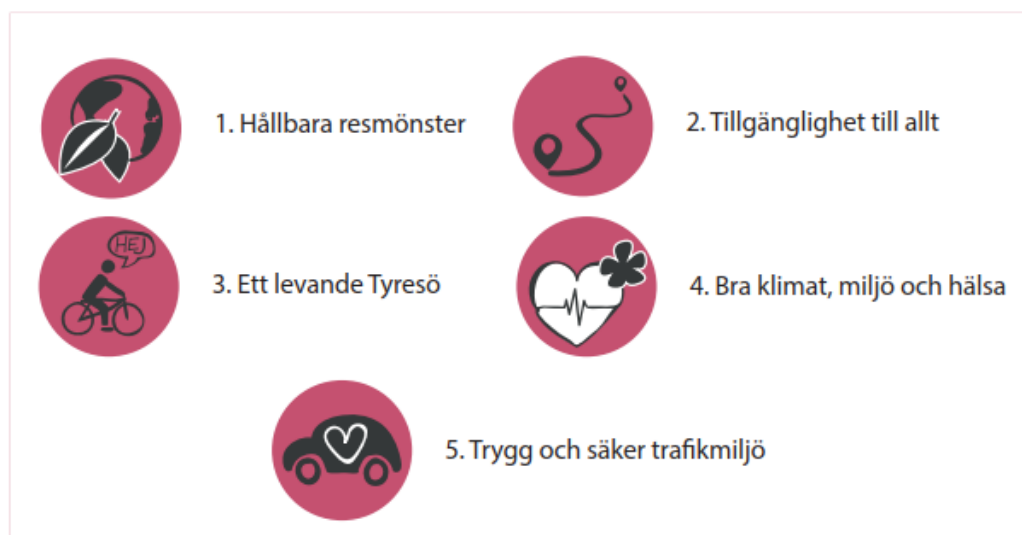 1. Hållbara resmönster
2. Tillgänglighet till allt
HEJ
3. Ett levande Tyresö
4. Bra klimat, miljö och hälsa
5. Trygg och säker trafikmiljö